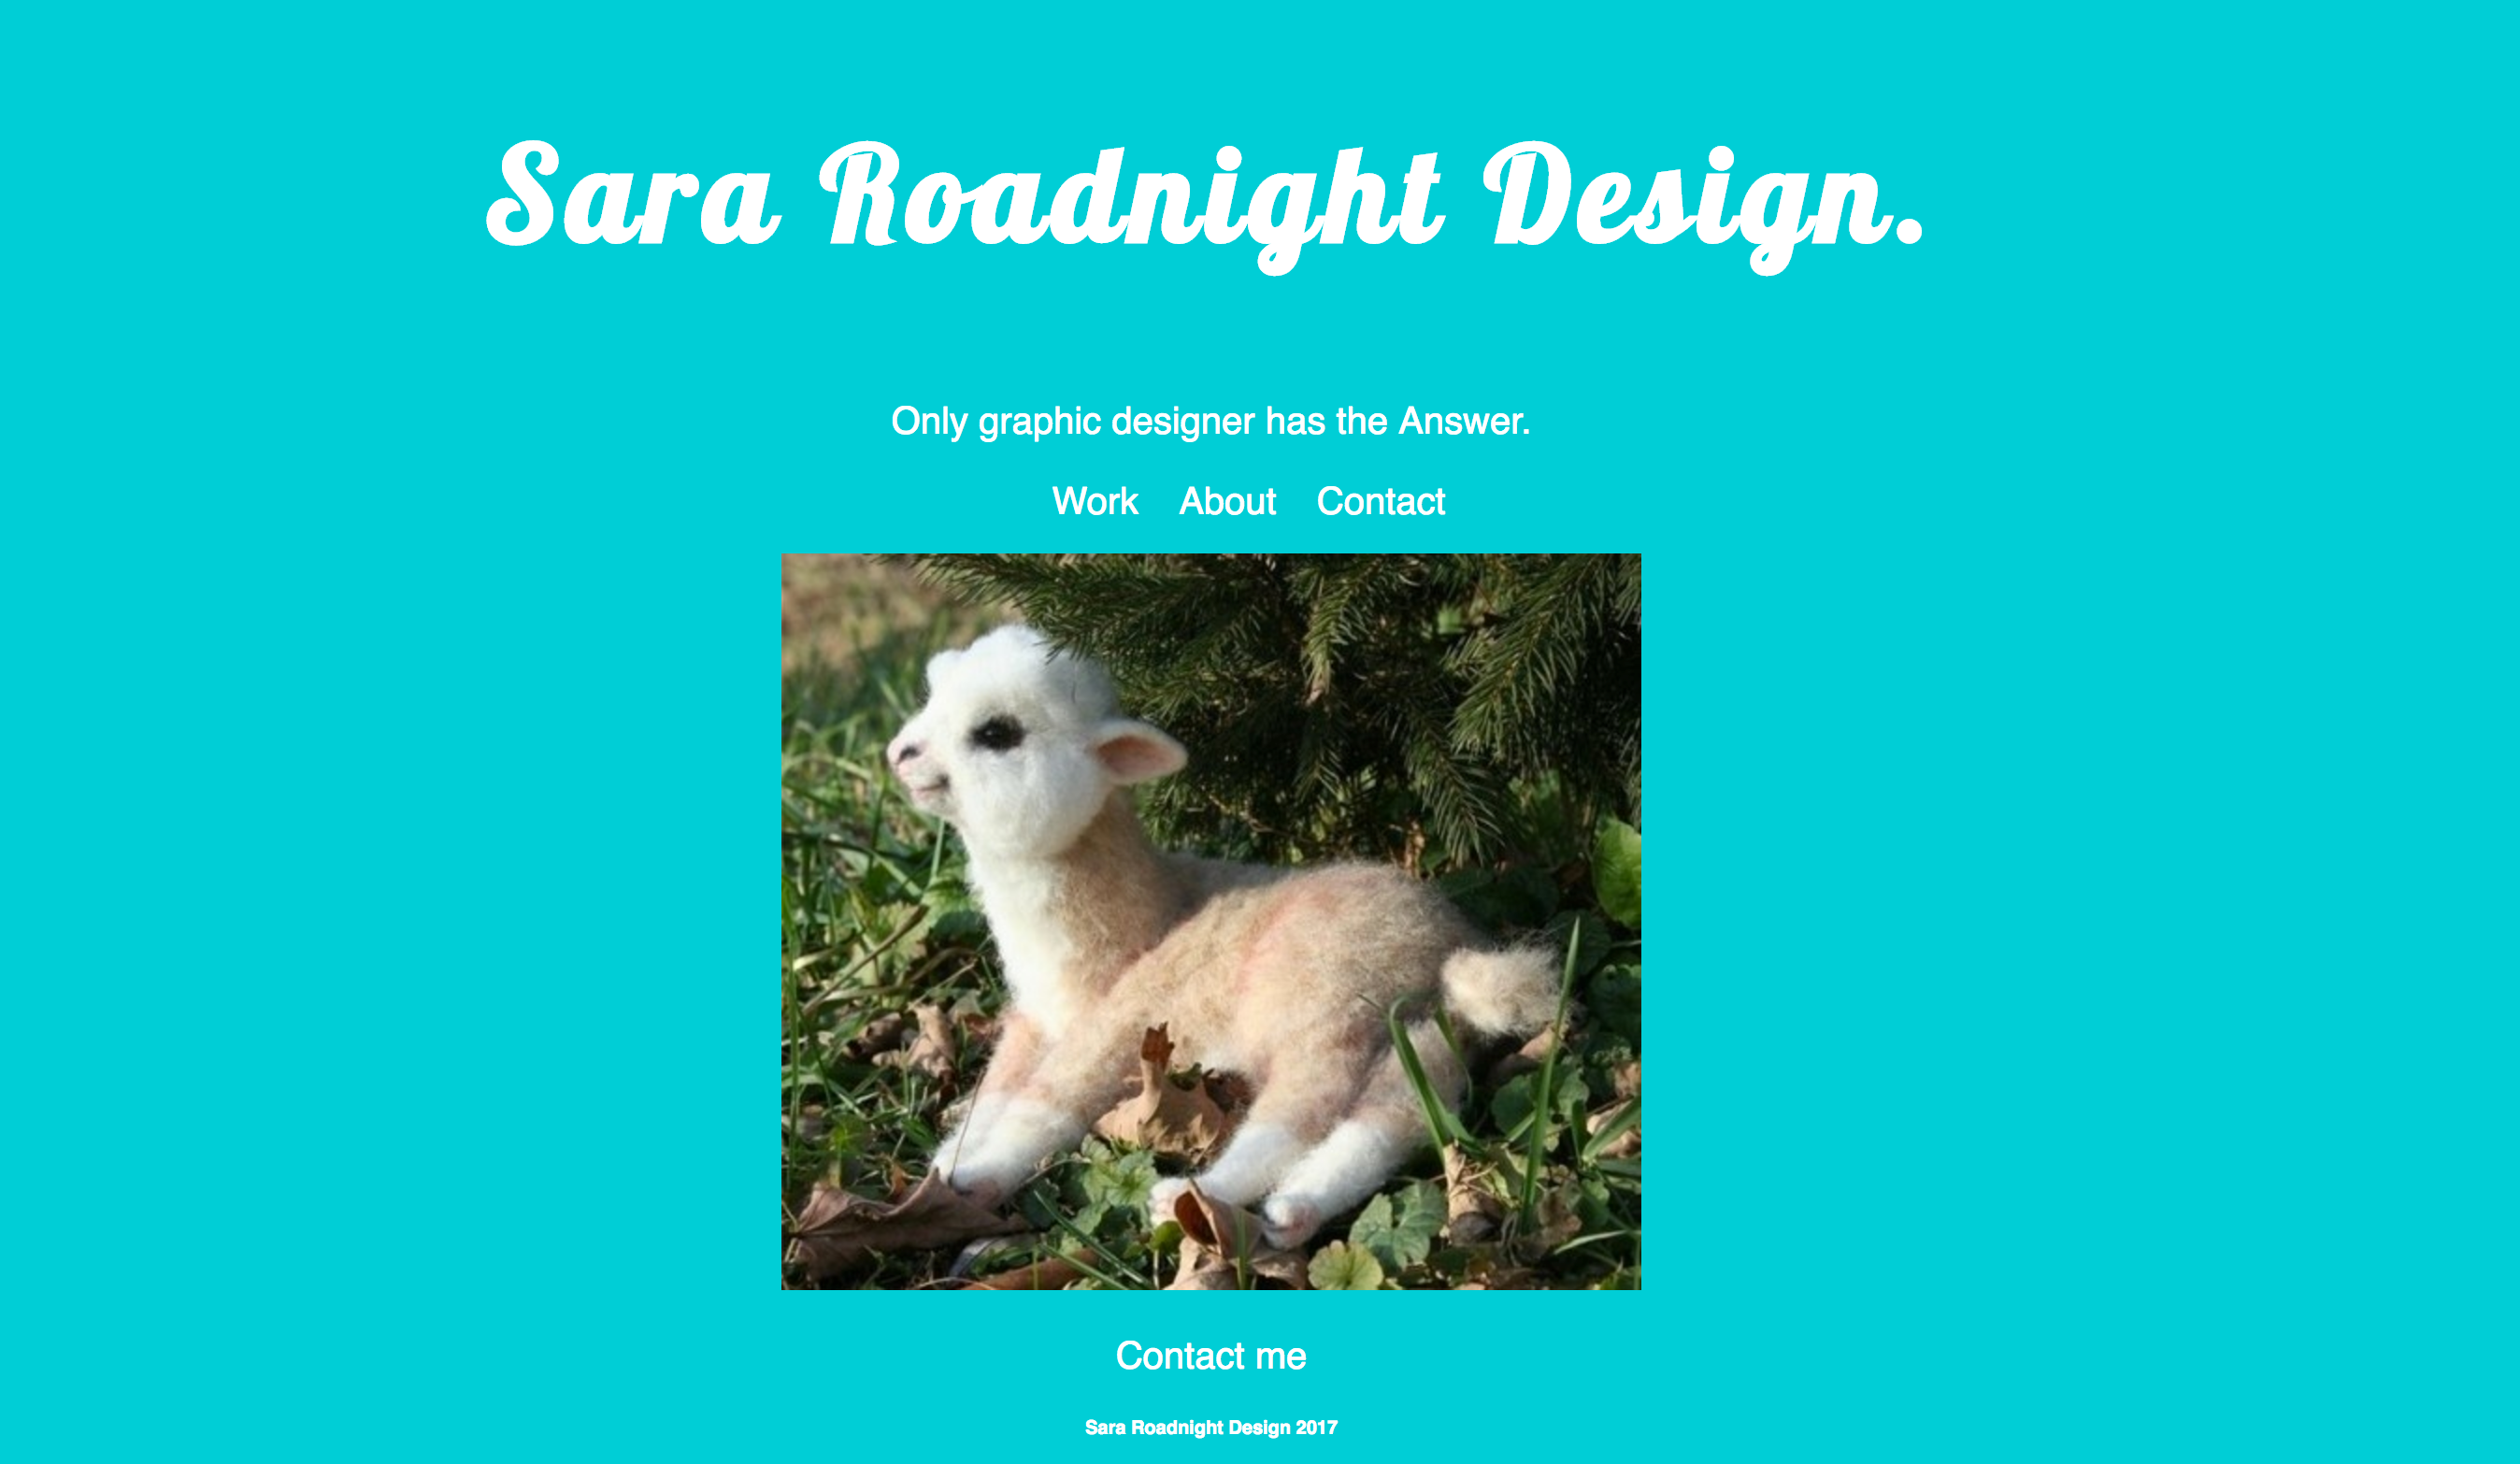 Sara Roadnight Design.
Only graphic designer has the Answer.
Work About Contact
Contact me
Sara Roadnight Design 2017